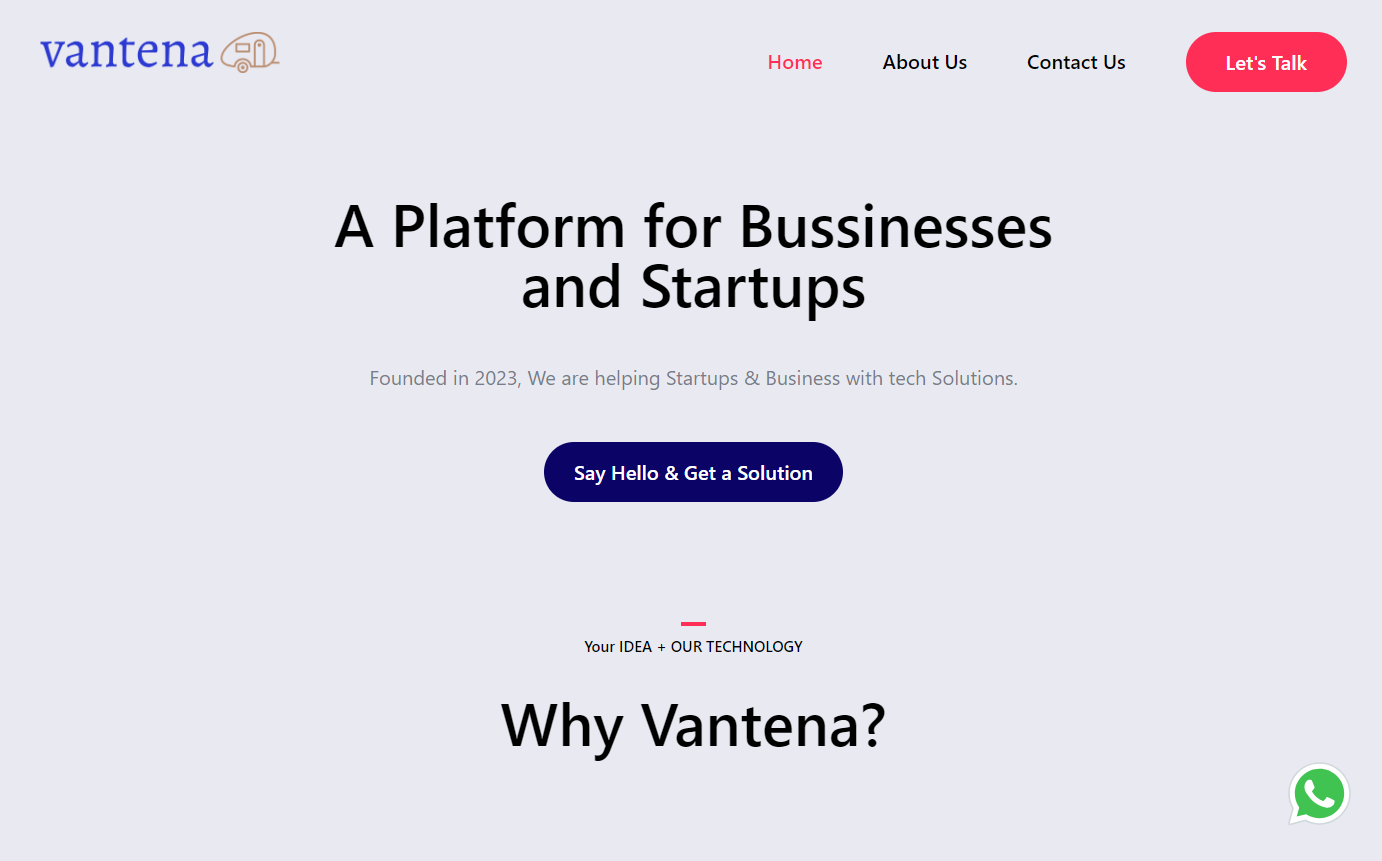 vantena
Home
About Us
Contact Us
Let's Talk
A Platform for Bussinesses
and Startups
Founded in 2023, We are helping Startups & Business with tech Solutions.
Say Hello & Get a Solution
Your IDEA + OUR TECHNOLOGY
Why Vantena?